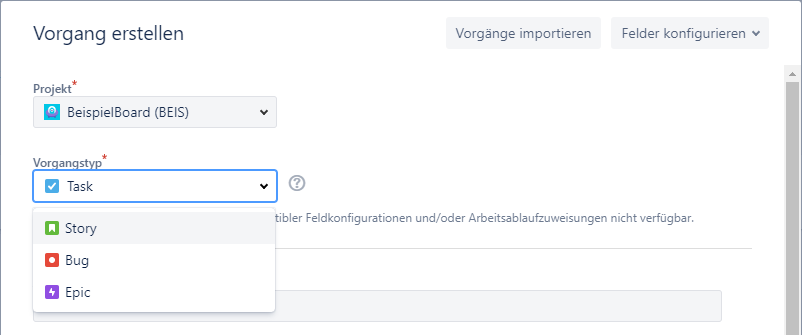 Vorgang erstellen
Vorgänge importieren
Felder konfigurieren
Projekt*
BeispielBoard (BEIS)
Vorgangstyp*
Task
Story
Bug
Epic
Feldkonfigurationen und/oder Arbeitsablaufzuweisungen nicht verfügbar.